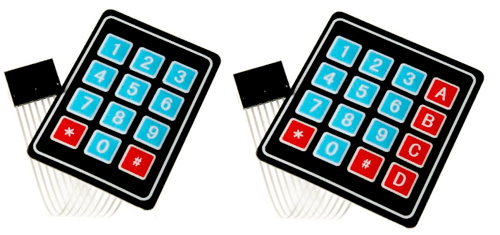 1 2 3
4 5 6
7 8 9
* 0 #
1 2 3 A
4 5 6 B
7 8 9 C
* 0 # D